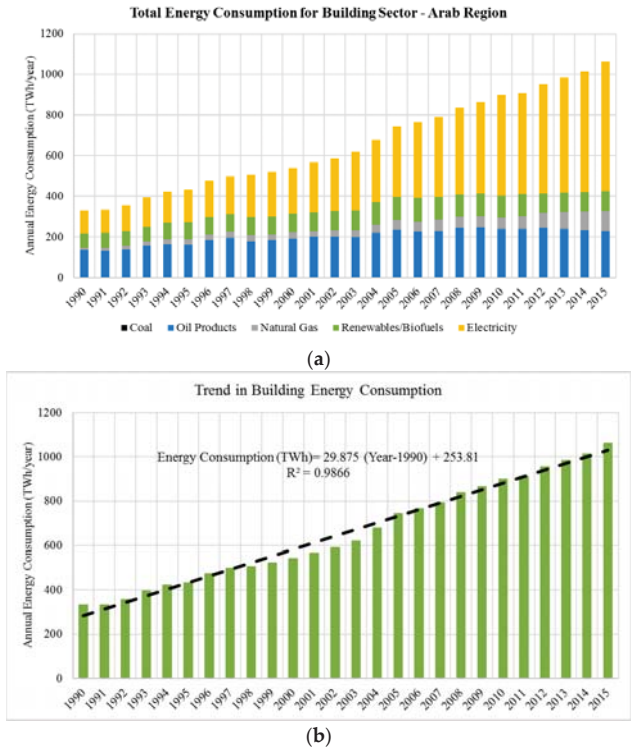 Total Energy Consumption for Building Sector - Arab Region
Annual Energy Consumption (TWh/year)
1200
1000
800
600
400
200
0
1990 1991 1992 1993 1994 1995 1996 1997 1998 1999 2000 2001 2002 2003 2004 2005 2006 2007 2008 2009 2010 2011 2012 2013 2014 2015
Coal Oil Products Natural Gas Renewables/Biofuels Electricity
(a)
Trend in Building Energy Consumption
Annual Energy Consumption (TWh/year)
1200
1000
800
600
400
200
0
Energy Consumption (TWh)= 29.875 (Year-1990) + 253.81
R² = 0.9866
1990 1991 1992 1993 1994 1995 1996 1997 1998 1999 2000 2001 2002 2003 2004 2005 2006 2007 2008 2009 2010 2011 2012 2013 2014 2015
(b)